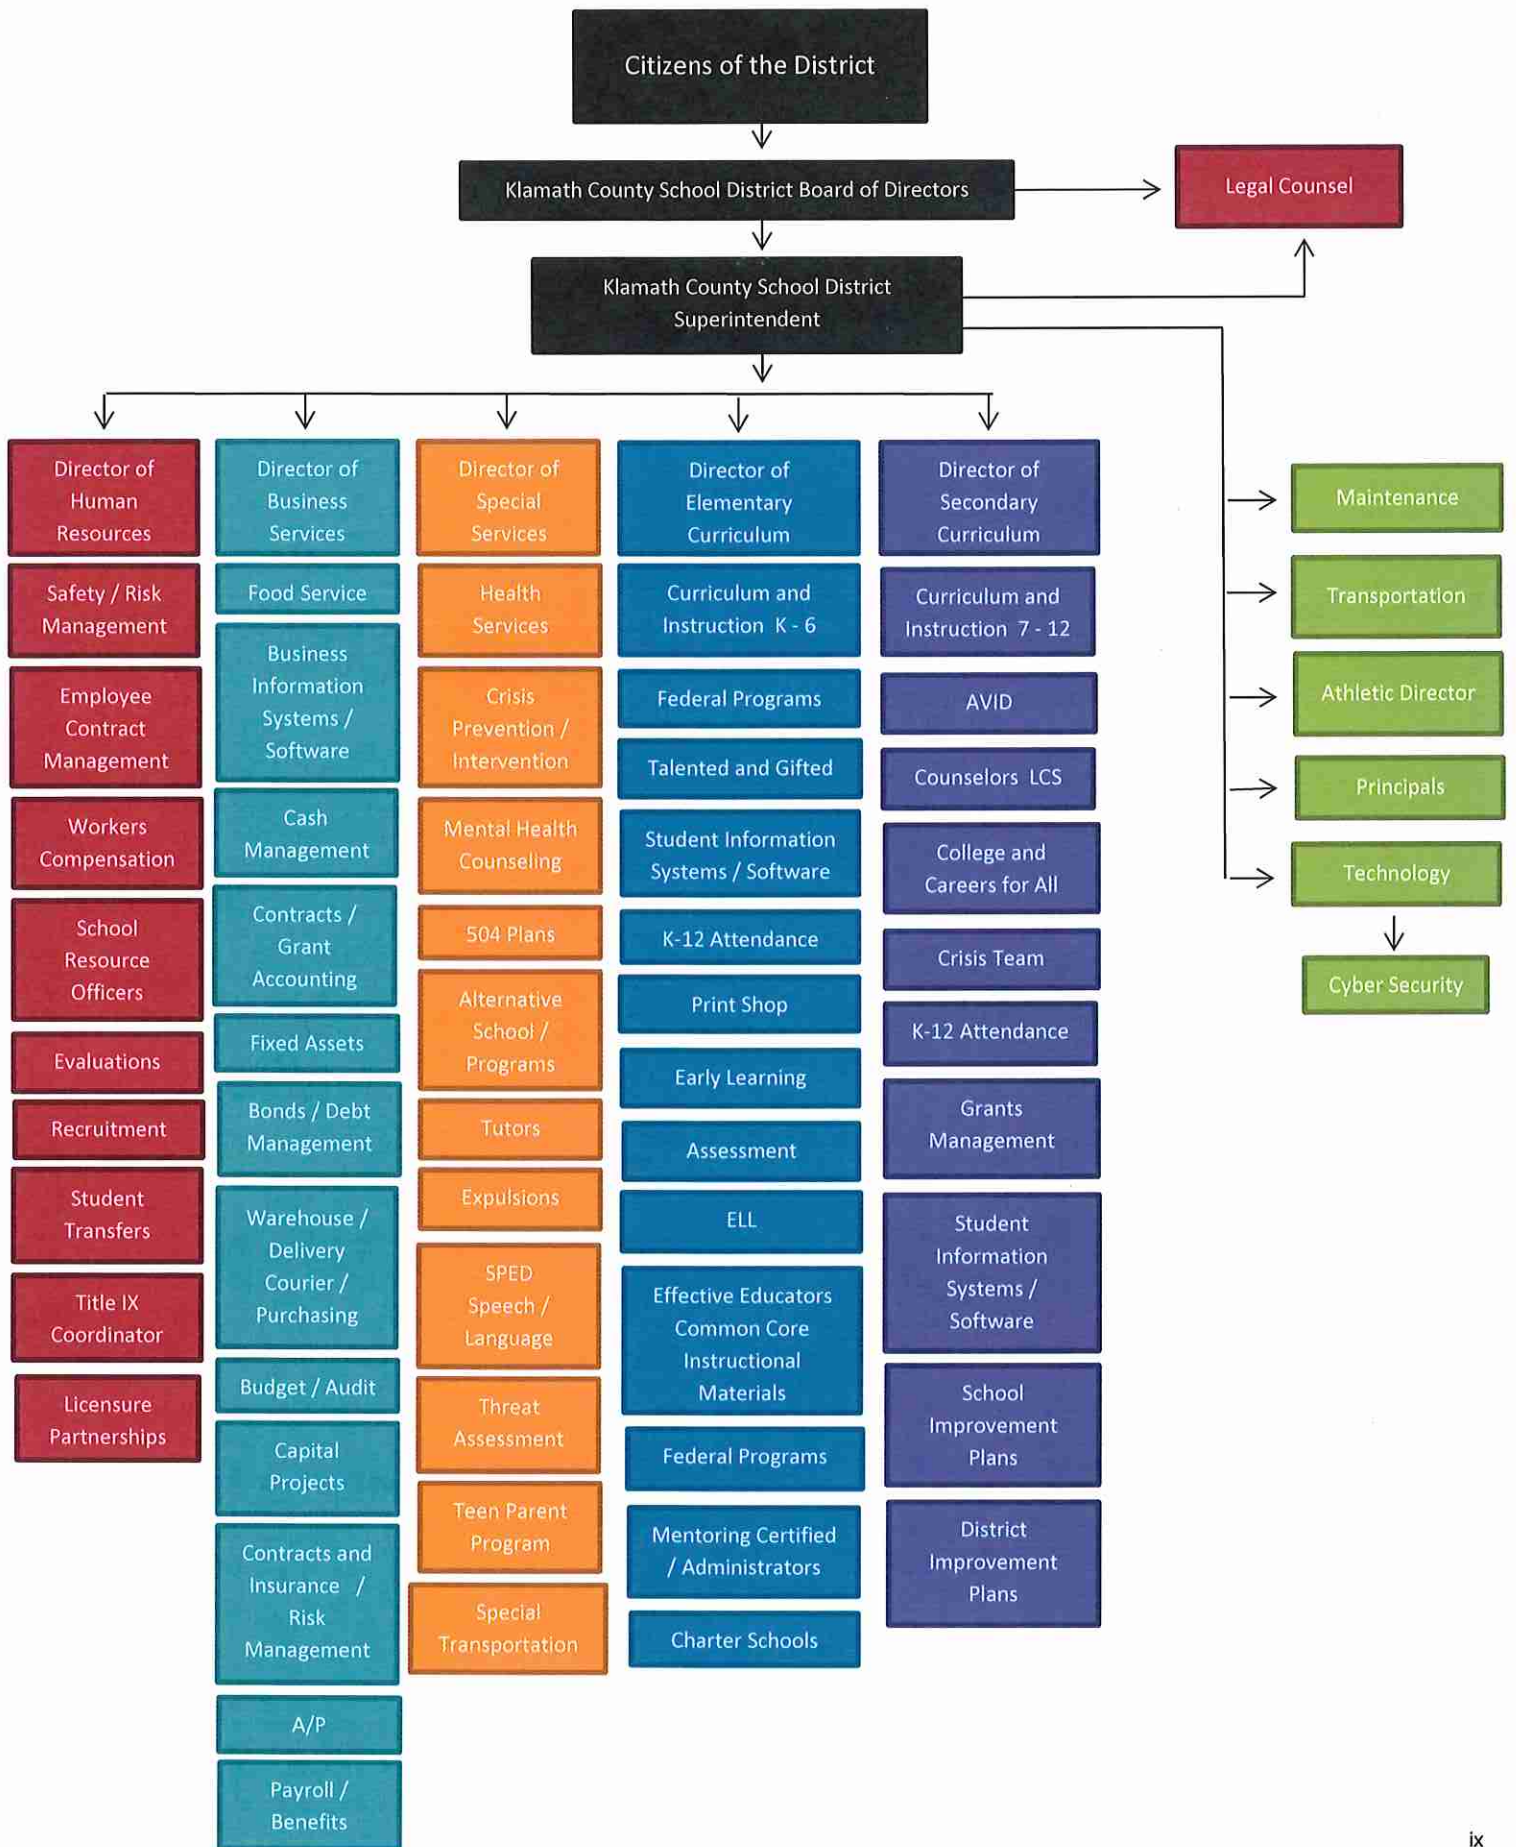 Citizens of the District
Klamath County School District Board of Directors
Legal Counsel
Klamath County School District
Superintendent
Director of
Human
Resources
Safety / Risk
Management
Employee
Contract
Management
Workers
Compensation
School
Resource
Officers
Evaluations
Recruitment
Student
Transfers
Title IX
Coordinator
Licensure
Partnerships
Director of
Business
Services
Food Service
Business
Information
Systems /
Software
Cash
Management
Contracts /
Grant
Accounting
Fixed Assets
Bonds / Debt
Management
Warehouse /
Delivery
Courier /
Purchasing
Budget / Audit
Capital
Projects
Contracts and
Insurance /
Risk
Management
A/P
Payroll /
Benefits
Director of
Special
Services
Health
Services
Crisis
Prevention /
Intervention
Mental Health
Counseling
504 Plans
Alternative
School /
Programs
Tutors
Expulsions
SPED
Speech /
Language
Threat
Assessment
Teen Parent
Program
Special
Transportation
Director of
Elementary
Curriculum
Curriculum and
Instruction K - 6
Federal Programs
Talented and Gifted
Student Information
Systems / Software
K-12 Attendance
Print Shop
Early Learning
Assessment
ELL
Effective Educators
Common Core
Instructional
Materials
Federal Programs
Mentoring Certified
/ Administrators
Charter Schools
Director of
Secondary
Curriculum
Curriculum and
Instruction 7 - 12
AVID
Counselors LCS
College and
Careers for All
Crisis Team
K-12 Attendance
Grants
Management
Student
Information
Systems /
Software
School
Improvement
Plans
District
Improvement
Plans
Maintenance
Transportation
Athletic Director
Principals
Technology
Cyber Security
ix